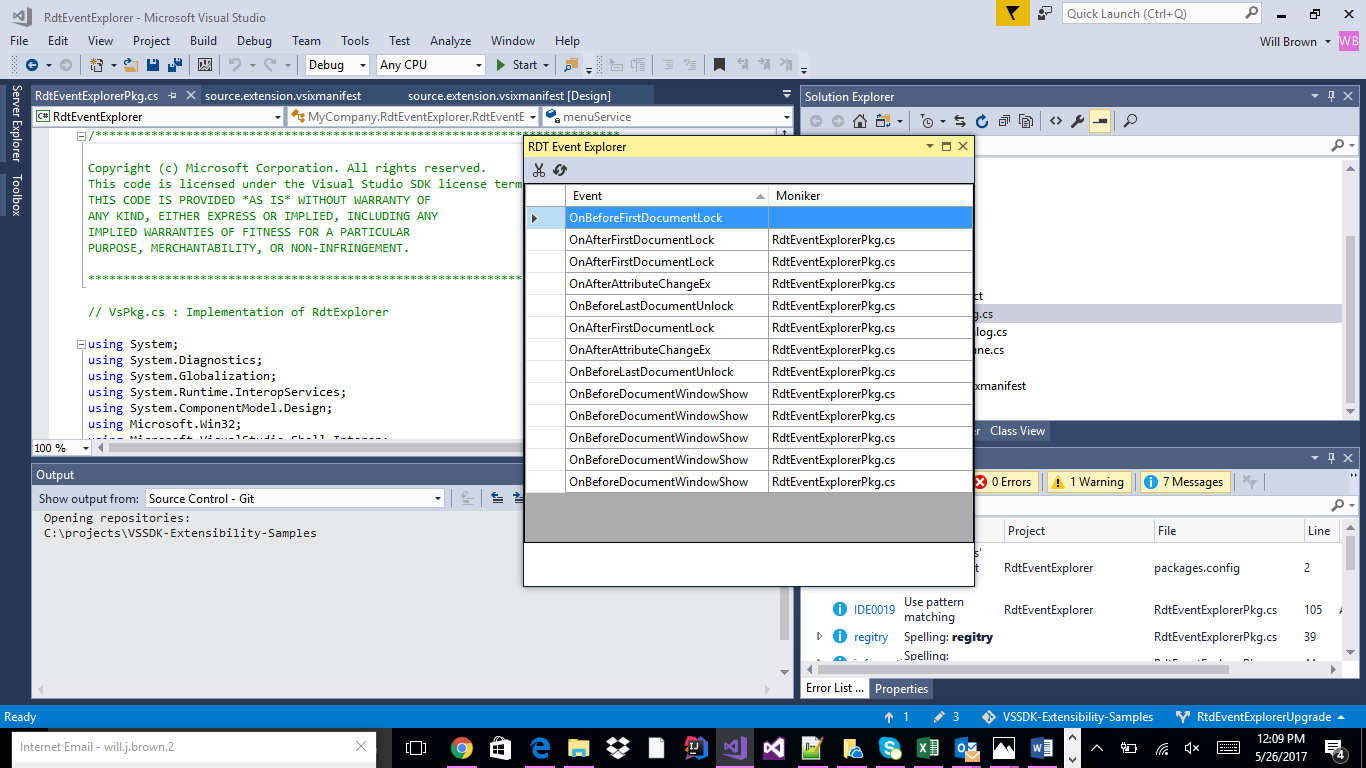 RdtEventExplorer - Microsoft Visual Studio
Quick Launch (Ctrl+Q)
File Edit View Project Build Debug Team Tools Test Analyze Window Help
Will Brown WB
Debug Any CPU Start
Server Explorer
Toolbox
RdtEventExplorerPkg.cs source.extension.vsixmanifest source.extension.vsixmanifest [Design]
RdtEventExplorer MyCompany.RdtEventExplorer.RdtEventE menuService
/******************************************************************************
Copyright (c) Microsoft Corporation. All rights reserved.
This code is licensed under the Visual Studio SDK license term
THIS CODE IS PROVIDED *AS IS* WITHOUT WARRANTY OF
ANY KIND, EITHER EXPRESS OR IMPLIED, INCLUDING ANY
IMPLIED WARRANTIES OF FITNESS FOR A PARTICULAR
PURPOSE, MERCHANTABILITY, OR NON-INFRINGEMENT.
// VsPkg.cs : Implementation of RdtExplorer
using System;
using System.Diagnostics;
using System.Globalization;
using System.Runtime.InteropServices;
using System.ComponentModel.Design;
using Microsoft.Win32;
using Microsoft.VisualStudio.Shell.Interop;
100 %
RDT Event Explorer
Event Moniker
OnBeforeFirstDocumentLock
OnAfterFirstDocumentLock RdtEventExplorerPkg.cs
OnAfterFirstDocumentLock RdtEventExplorerPkg.cs
OnAfterAttributeChangeEx RdtEventExplorerPkg.cs
OnBeforeLastDocumentUnlock RdtEventExplorerPkg.cs
OnAfterFirstDocumentLock RdtEventExplorerPkg.cs
OnAfterAttributeChangeEx RdtEventExplorerPkg.cs
OnBeforeLastDocumentUnlock RdtEventExplorerPkg.cs
OnBeforeDocumentWindowShow RdtEventExplorerPkg.cs
OnBeforeDocumentWindowShow RdtEventExplorerPkg.cs
OnBeforeDocumentWindowShow RdtEventExplorerPkg.cs
OnBeforeDocumentWindowShow RdtEventExplorerPkg.cs
OnBeforeDocumentWindowShow RdtEventExplorerPkg.cs
Solution Explorer
ct
g.cs
log.cs
ane.cs
xmanifest
er Class View
Output
Show output from: Source Control - Git
Opening repositories:
C:\projects\VSSDK-Extensibility-Samples
0 Errors 1 Warning 7 Messages
Project File Line
RdtEventExplorer packages.config 2
IDE0019 Use pattern matching RdtEventExplorer RdtEventExplorerPkg.cs 105
regitry Spelling: regitry RdtEventExplorerPkg.cs 39
Spelling:
Error List ... Properties
Ready 1 3 VSSDK-Extensibility-Samples RtdEventExplorerUpgrade
Internet Email - will.j.brown.2
12:09 PM
5/26/2017
4